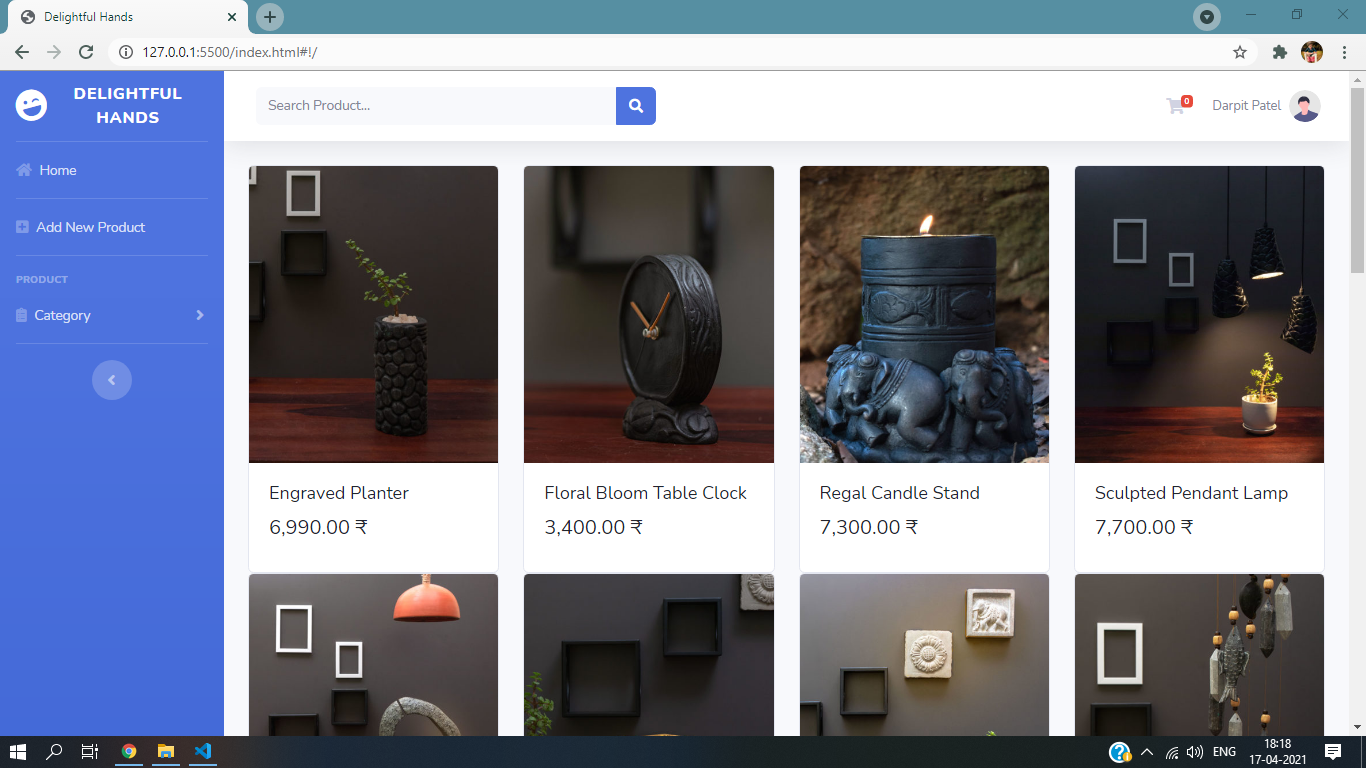 Delightful Hands
127.0.0.1:5500/index.html#!/
DELIGHTFUL
HANDS
Search Product...
0
Darpit Patel
Home
Add New Product
PRODUCT
Category
Engraved Planter
6,990.00 ₹
Floral Bloom Table Clock
3,400.00 ₹
Regal Candle Stand
7,300.00 ₹
Sculpted Pendant Lamp
7,700.00 ₹
ENG
18:18
17-04-2021